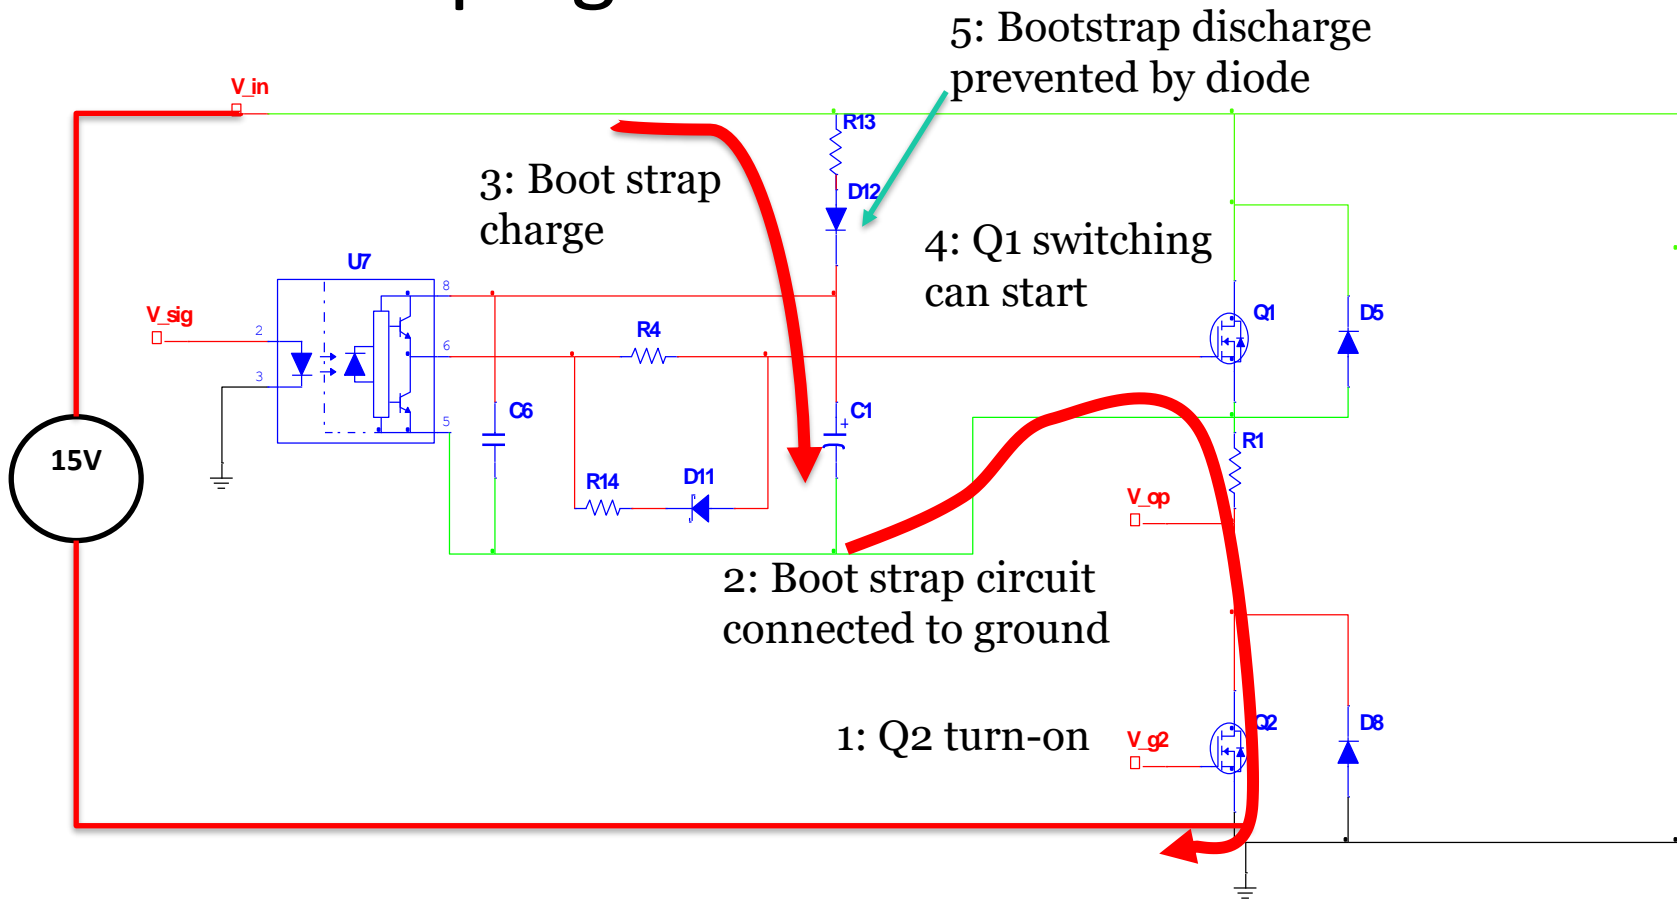 5: Bootstrap discharge
prevented by diode
V_in
R13
3: Boot strap
charge
D12
4: Q1 switching
can start
U7
8
V_sig
2
R4
Q1
D5
6
3
C6
C1
+
5
R1
15V
R14
D11
V_op
2: Boot strap circuit
connected to ground
1: Q2 turn-on
V_g2
Q2
D8